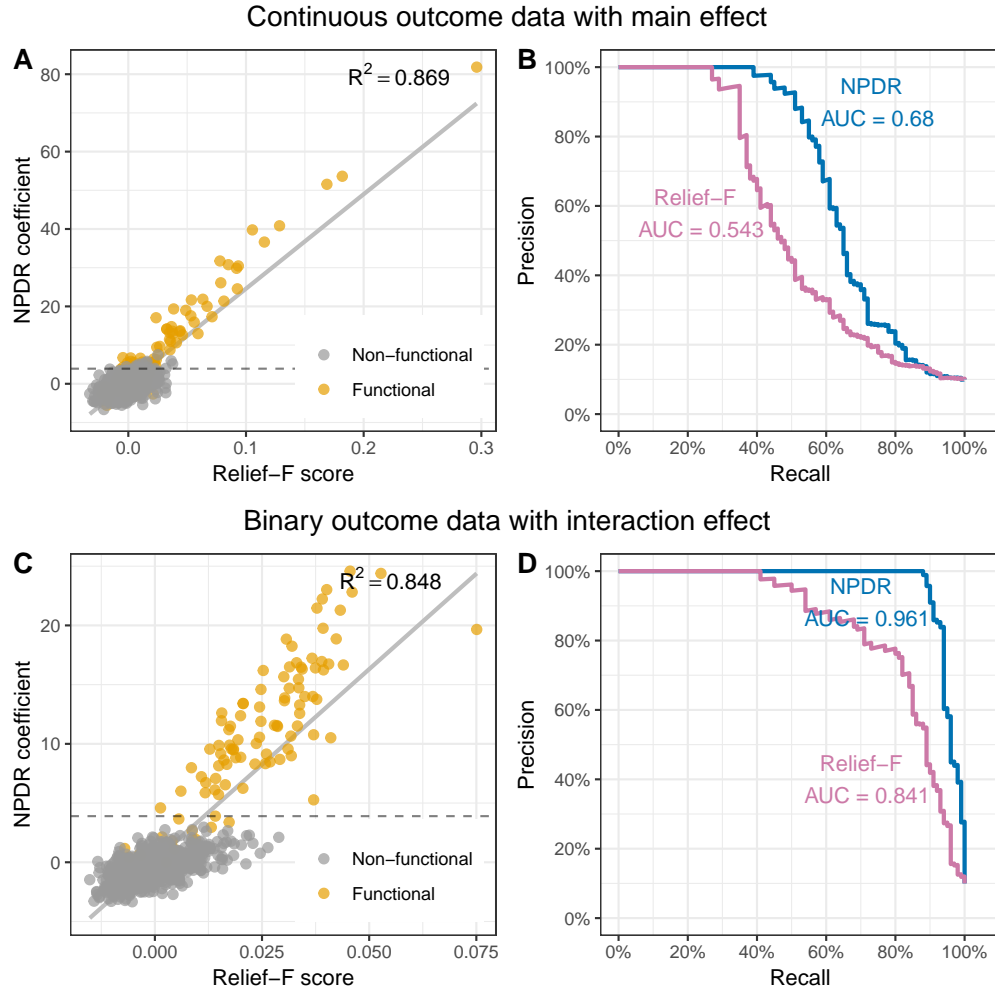 Continuous outcome data with main effect
A
R² = 0.869
80
60
40
20
0
NPDR coefficient
Non−functional
Functional
0.0 0.1 0.2 0.3
Relief−F score
B
100%
80%
60%
40%
20%
0%
Precision
NPDR
AUC = 0.68
Relief−F
AUC = 0.543
0% 20% 40% 60% 80% 100%
Recall
Binary outcome data with interaction effect
C
R² = 0.848
20
10
0
NPDR coefficient
Non−functional
Functional
0.000 0.025 0.050 0.075
Relief−F score
D
100%
80%
60%
40%
20%
0%
Precision
NPDR
AUC = 0.961
Relief−F
AUC = 0.841
0% 20% 40% 60% 80% 100%
Recall